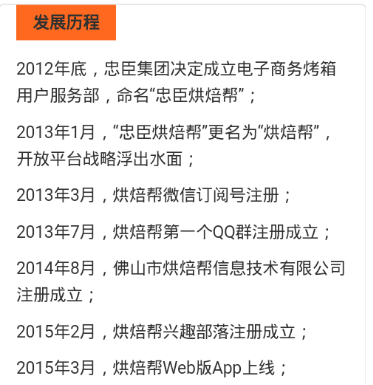 发展历程
2012年底，忠臣集团决定成立电子商务烤箱
用户服务部，命名“忠臣烘焙帮”；
2013年1月，“忠臣烘焙帮”更名为“烘焙帮”，
开放平台战略浮出水面；
2013年3月，烘焙帮微信订阅号注册；
2013年7月，烘焙帮第一个QQ群注册成立；
2014年8月，佛山市烘焙帮信息技术有限公司
注册成立；
2015年2月，烘焙帮兴趣部落注册成立；
2015年3月，烘焙帮Web版App上线；